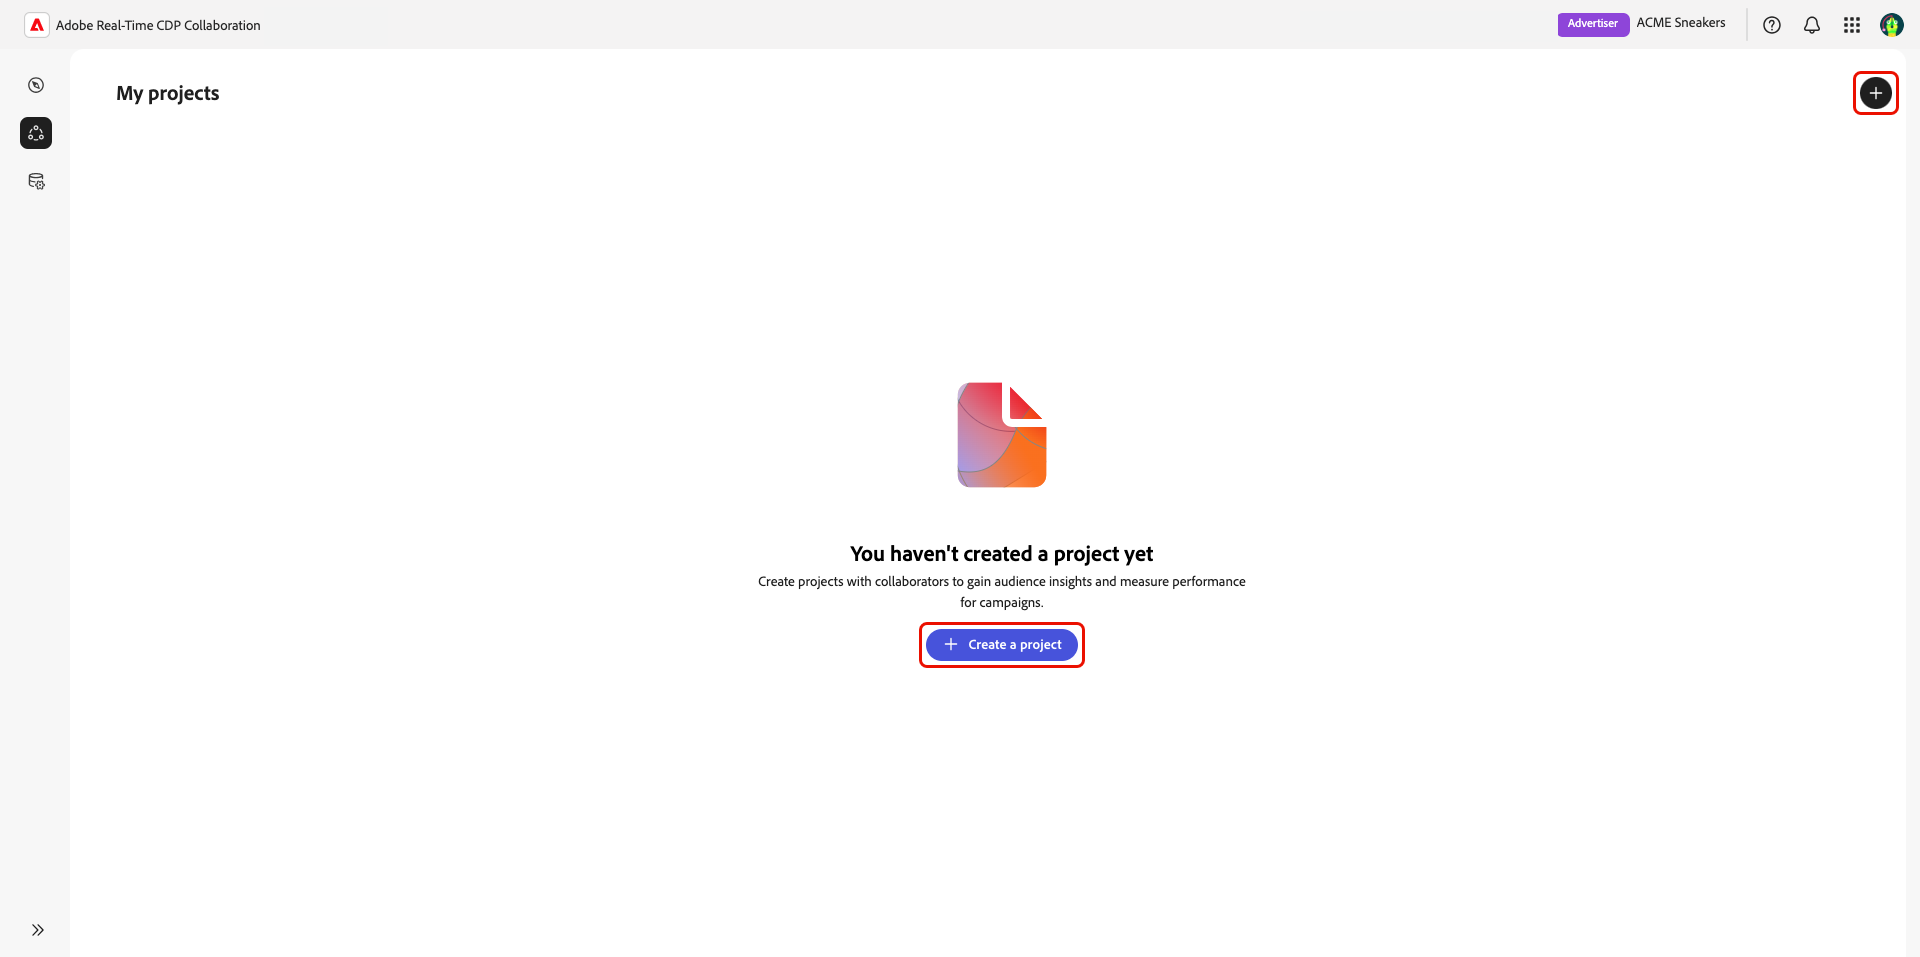 Adobe Real-Time CDP Collaboration
Advertiser ACME Sneakers
My projects
You haven't created a project yet
Create projects with collaborators to gain audience insights and measure performance
for campaigns.
Create a project